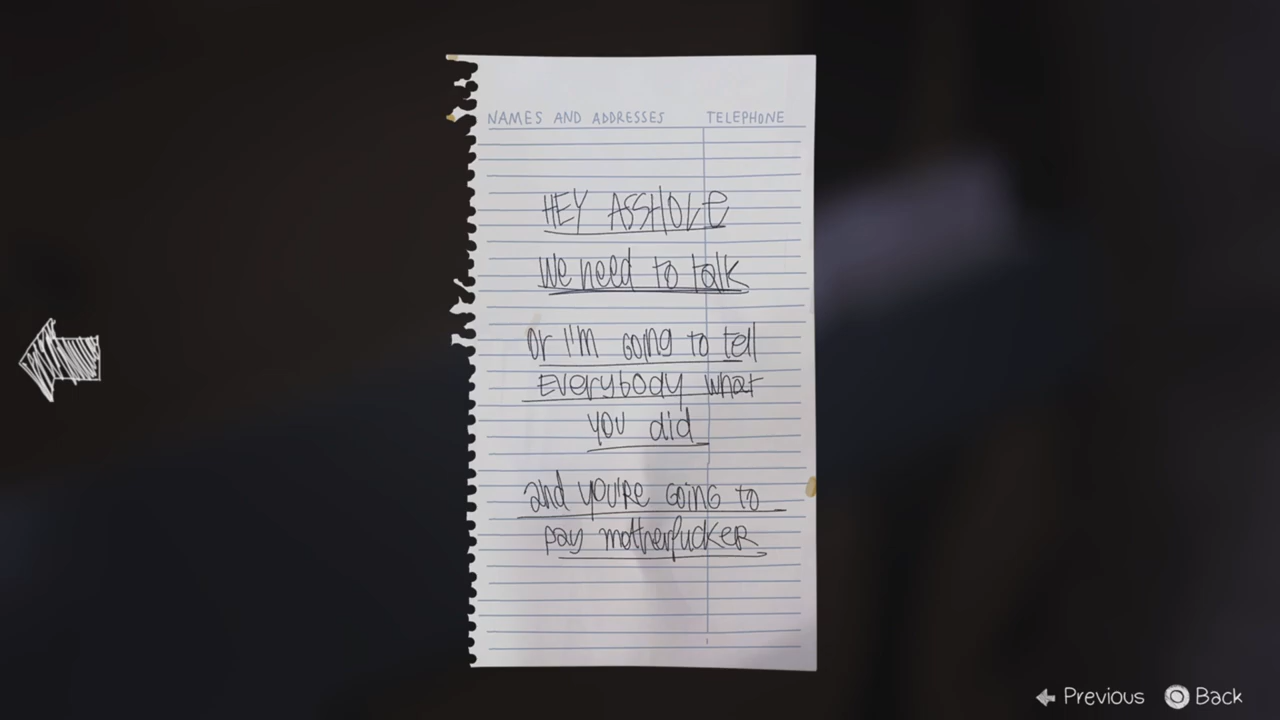 NAMES AND ADDRESSES TELEPHONE
HEY ASSHOLE
We need to talk
Or I'm going to tell
Everybody what
YOU did
and you're going to
pay motherfucker
Previous Back